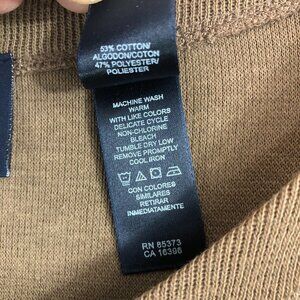 53% COTTON/
ALGODON/COTON
47% POLYESTER/
POLIESTER
MACHINE WASH
WARM
WITH LIKE COLORS
DELICATE CYCLE
NON-CHLORINE
BLEACH
TUMBLE DRY LOW
REMOVE PROMPTLY
COOL IRON
CON COLORES
SIMILARES
RETIRAR
INMEDIATAMENTE
RN 85373
CA 16396